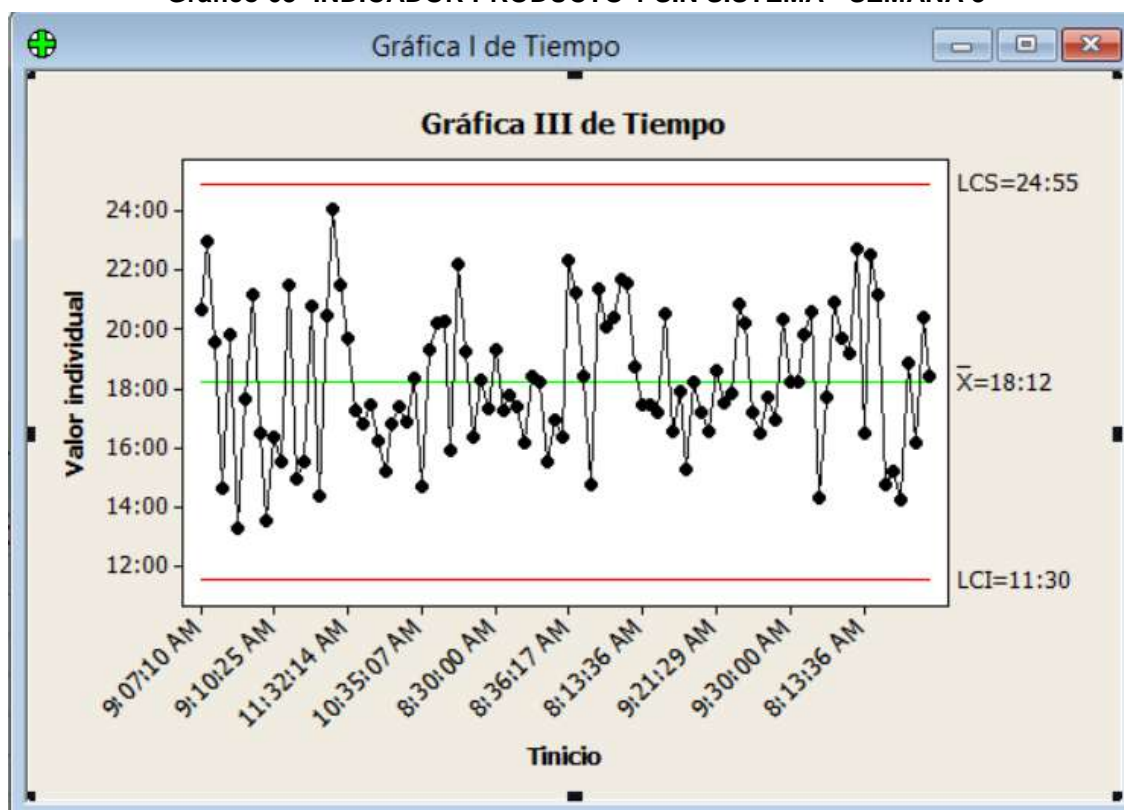 Gráfica I de Tiempo
Gráfica III de Tiempo
LCS=24:55
24:00
22:00
20:00
18:00
16:00
14:00
12:00
Valor individual
X=18:12
LCI=11:30
9:07:10 AM
9:10:25 AM
11:32:14 AM
10:35:07 AM
8:30:00 AM
8:36:17 AM
8:13:36 AM
9:21:29 AM
9:30:00 AM
8:13:36 AM
Tinicio